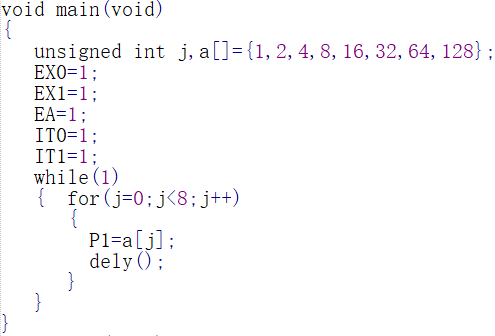 void main(void)
{
unsigned int j,a[]={1,2,4,8,16,32,64,128};
EX0=1;
EX1=1;
EA=1;
IT0=1;
IT1=1;
while(1)
{ for(j=0;j<8;j++)
{
P1=a[j];
dely();
}
}
}